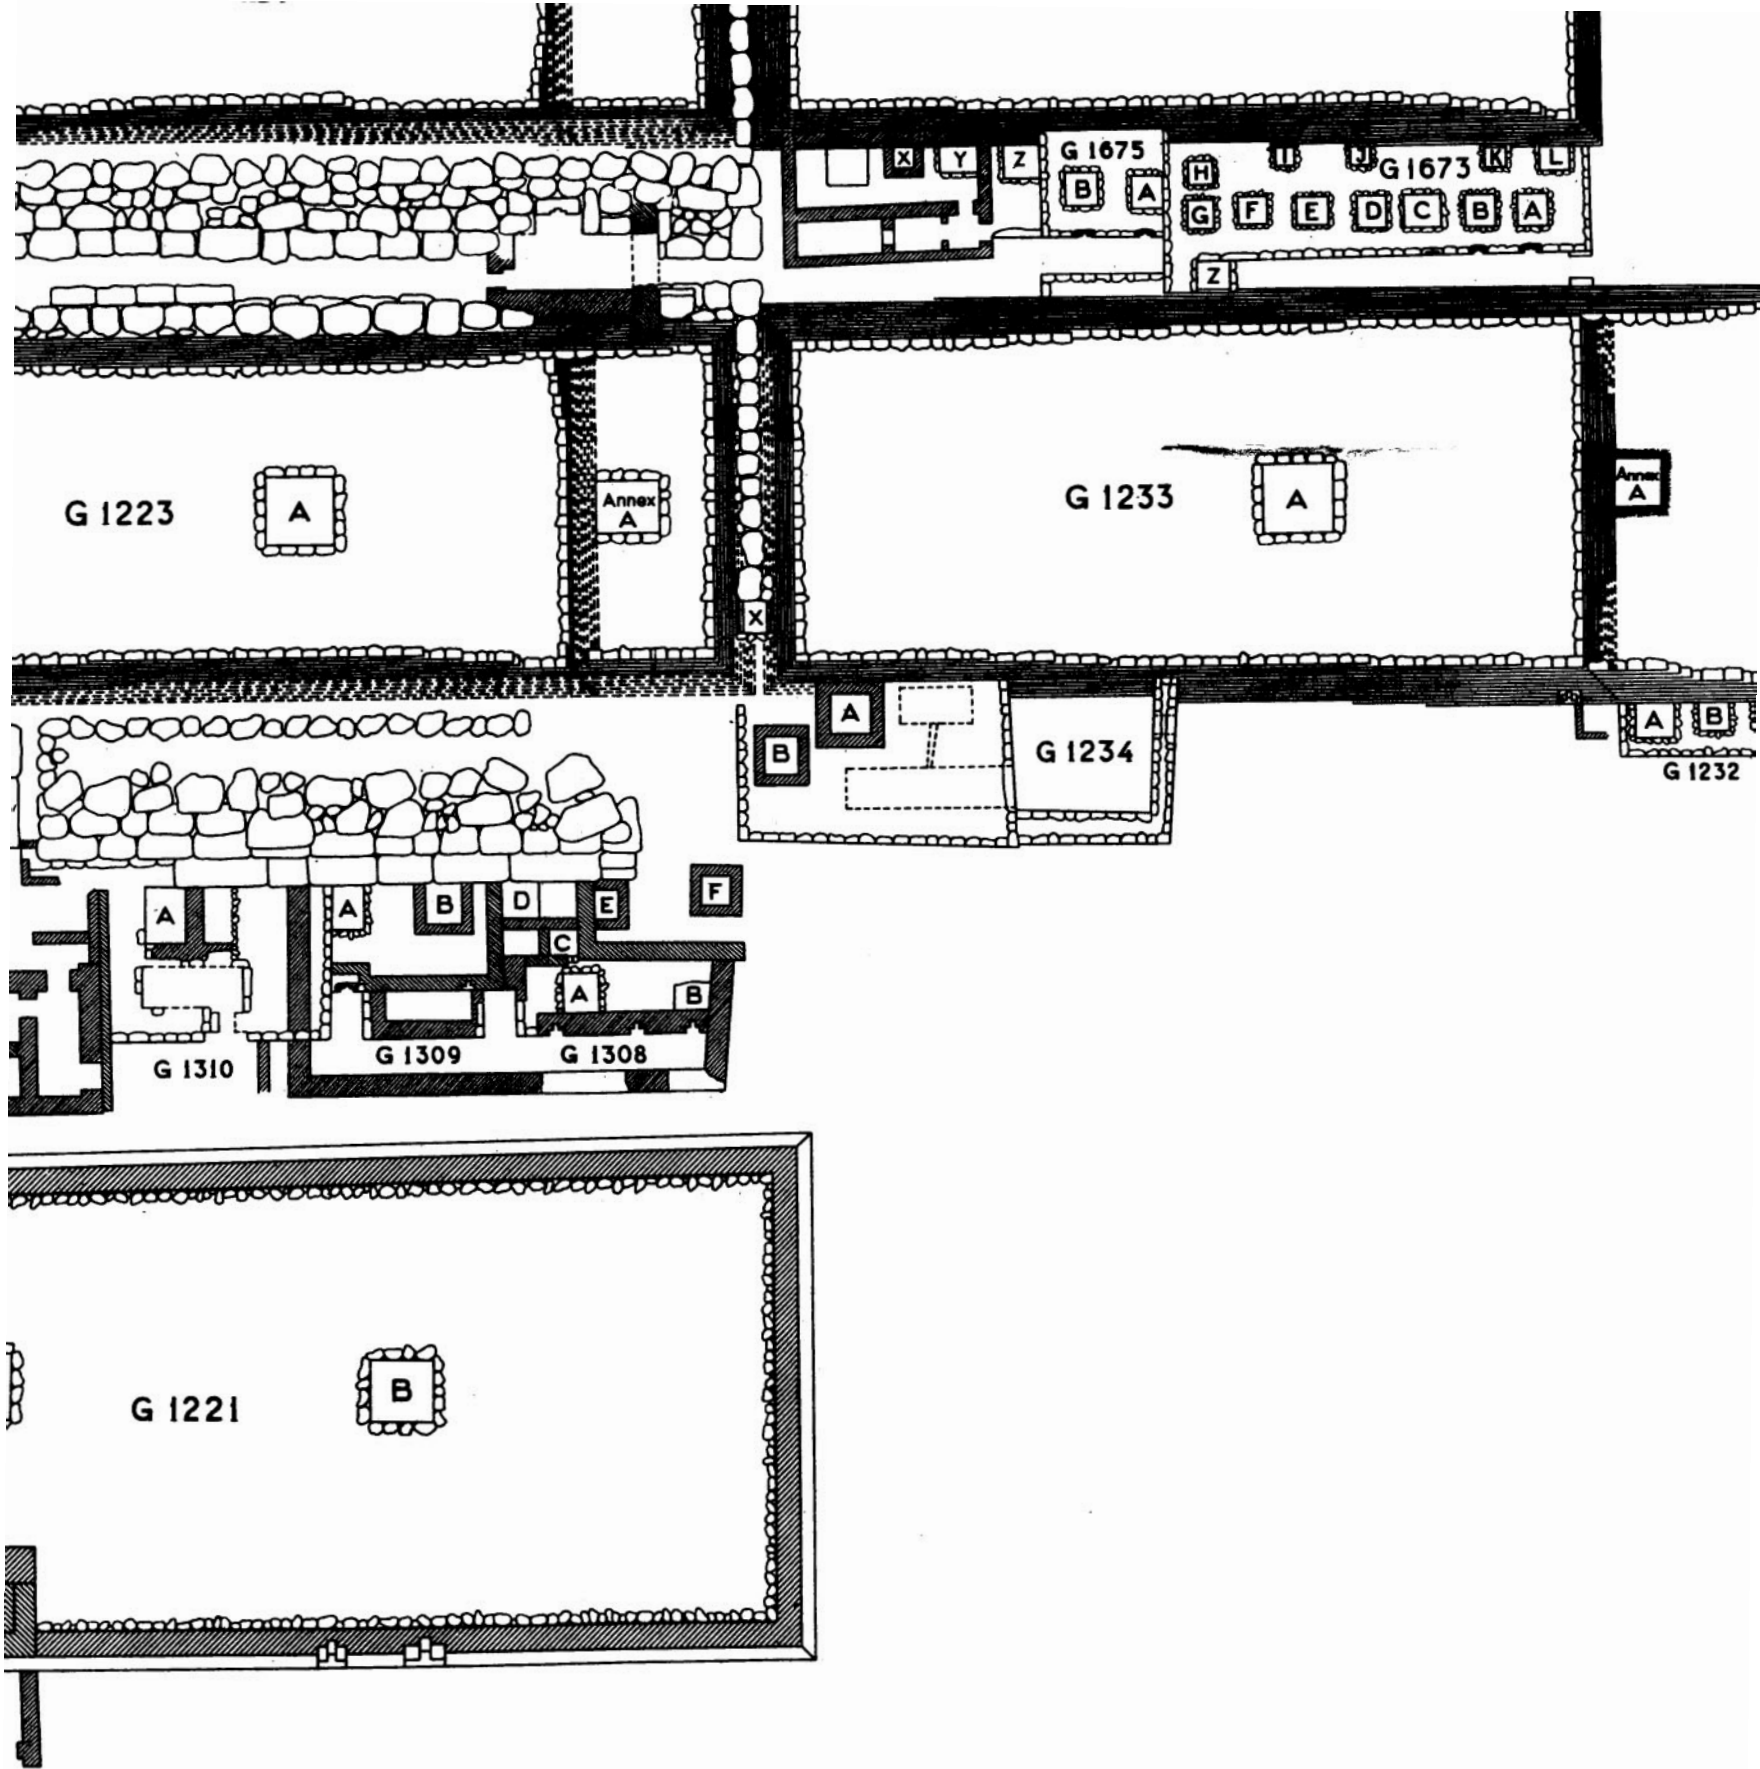 X Y Z G 1675
B A
H I J G 1673 K L
G F E D C B A
Z
G 1223 A
Annex
A
G 1233 A
Annex
A
X
A
B
G 1234
A B
G 1232
A
A B D E F
C
A B
G 1310
G 1309
G 1308
G 1221 B